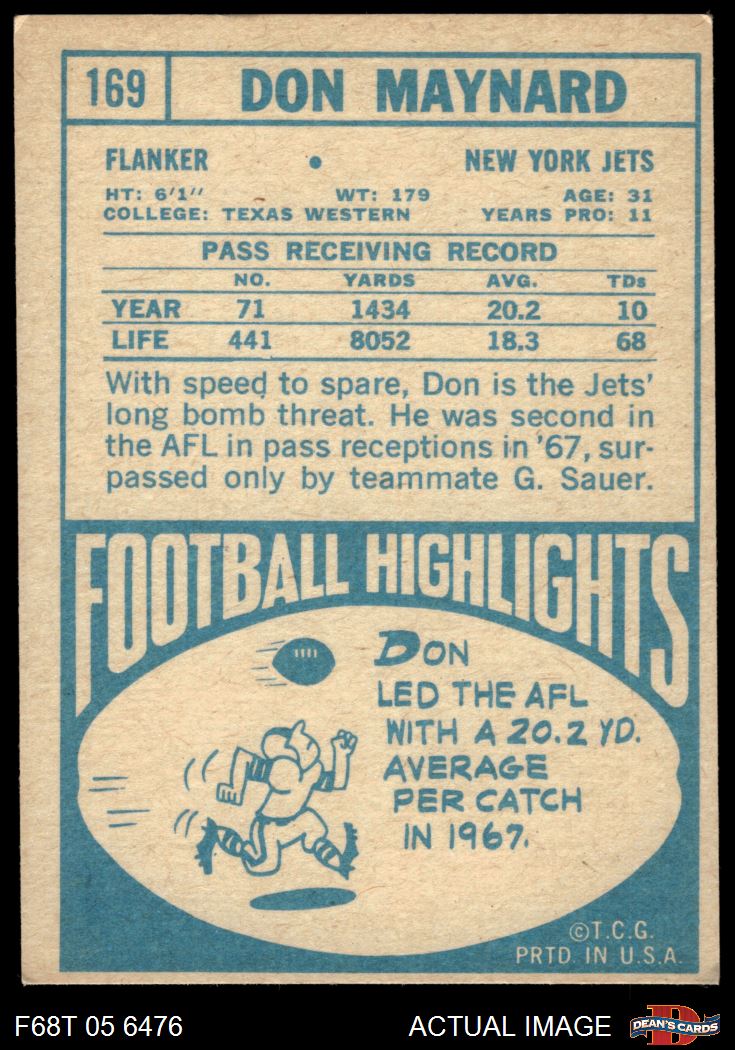 169 DON MAYNARD
FLANKER • NEW YORK JETS
HT: 6'1" WT: 179 AGE: 31
COLLEGE: TEXAS WESTERN YEARS PRO: 11
PASS RECEIVING RECORD
NO. YARDS AVG. TDs
YEAR 71 1434 20.2 10
LIFE 441 8052 18.3 68
With speed to spare, Don is the Jets'
long bomb threat. He was second in
the AFL in pass receptions in '67, sur-
passed only by teammate G. Sauer.
FOOTBALL HIGHLIGHTS
DON
LED THE AFL
WITH A 20.2 YD.
AVERAGE
PER CATCH
IN 1967.
©T.C.G.
PRTD. IN U.S.A.
F68T 05 6476 ACTUAL IMAGE D DEAN'S CARDS